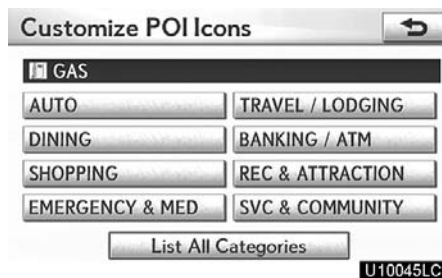 Customize POI Icons
GAS
AUTO
TRAVEL / LODGING
DINING
BANKING / ATM
SHOPPING
REC & ATTRACTION
EMERGENCY & MED
SVC & COMMUNITY
List All Categories
U10045LC